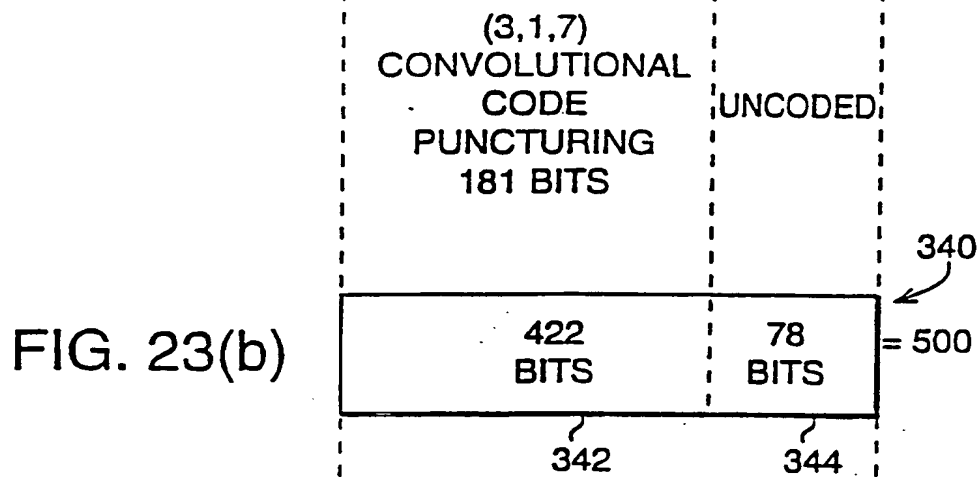 (3,1,7)
CONVOLUTIONAL
CODE
PUNCTURING
181 BITS
UNCODED
340
FIG. 23(b)
422
BITS
78
BITS
= 500
342
344